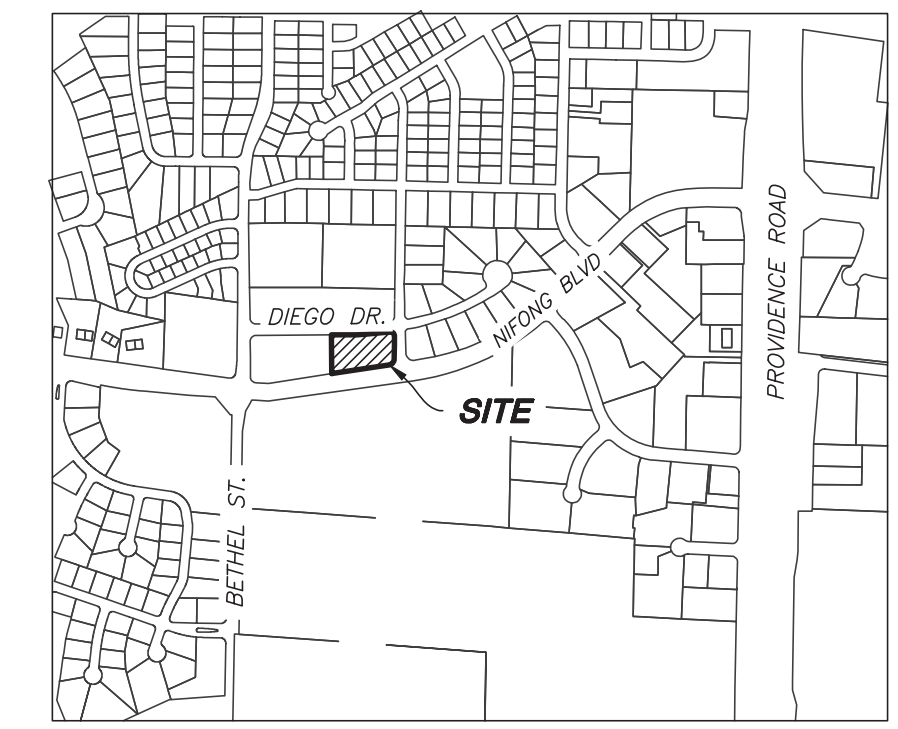 DIEGO DR.
NIFONG BLVD
PROVIDENCE ROAD
SITE
BETHEL ST.